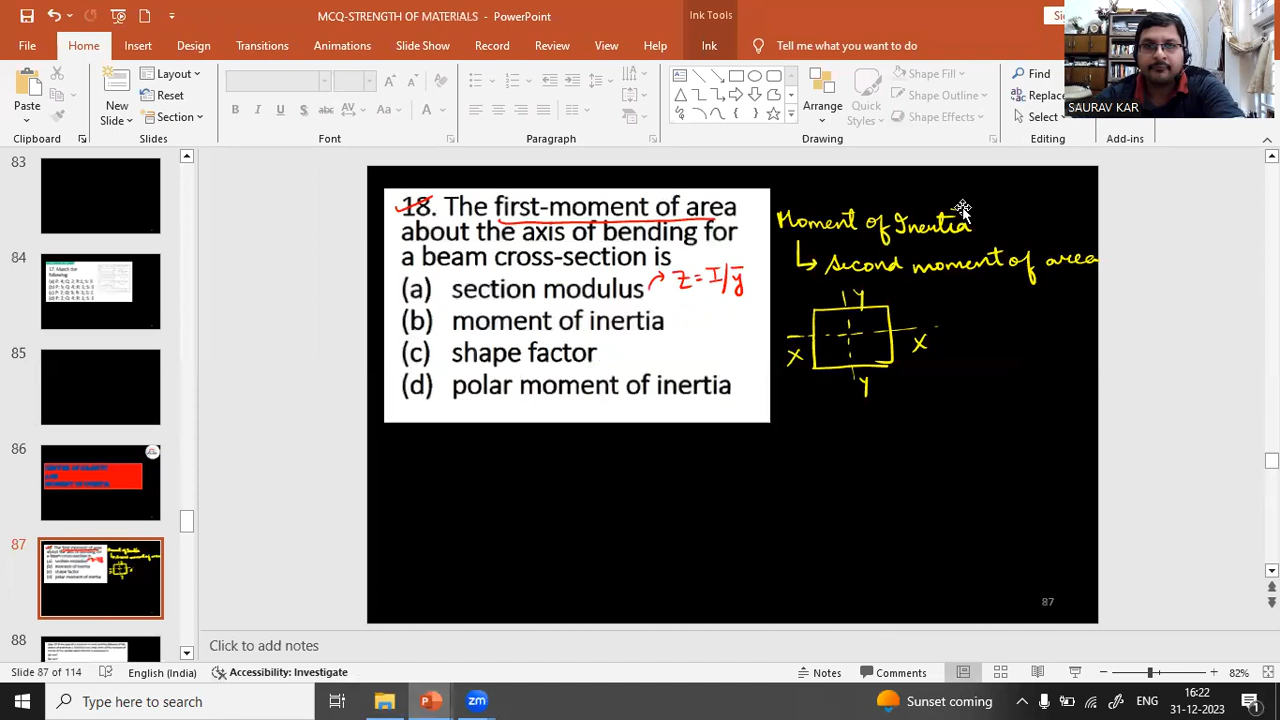 MCQ-STRENGTH OF MATERIALS - PowerPoint
Ink Tools
File Home Insert Design Transitions Animations Slide Show Record Review View Help Ink Tell me what you want to do
Paste
Clipboard
New
Slide
Layout
Reset
Section
Slides
B I U S abc AV Aa A
Font
Paragraph
Arrange
Quick
Styles
Shape Fill
Shape Outline
Shape Effects
Drawing
Find
Replace
Select
Add-ins
SAURAV KAR
83
84
85
86
87
88
18. The first-moment of area
about the axis of bending for
a beam cross-section is
(a) section modulus
(b) moment of inertia
(c) shape factor
(d) polar moment of inertia
Z = I/ȳ
Moment of Inertia
second moment of area
y
x x
y
87
Click to add notes
Slide 87 of 114 English (India) Accessibility: Investigate Notes Comments 82%
Type here to search
zm
Sunset coming
ENG
16:22
31-12-2023